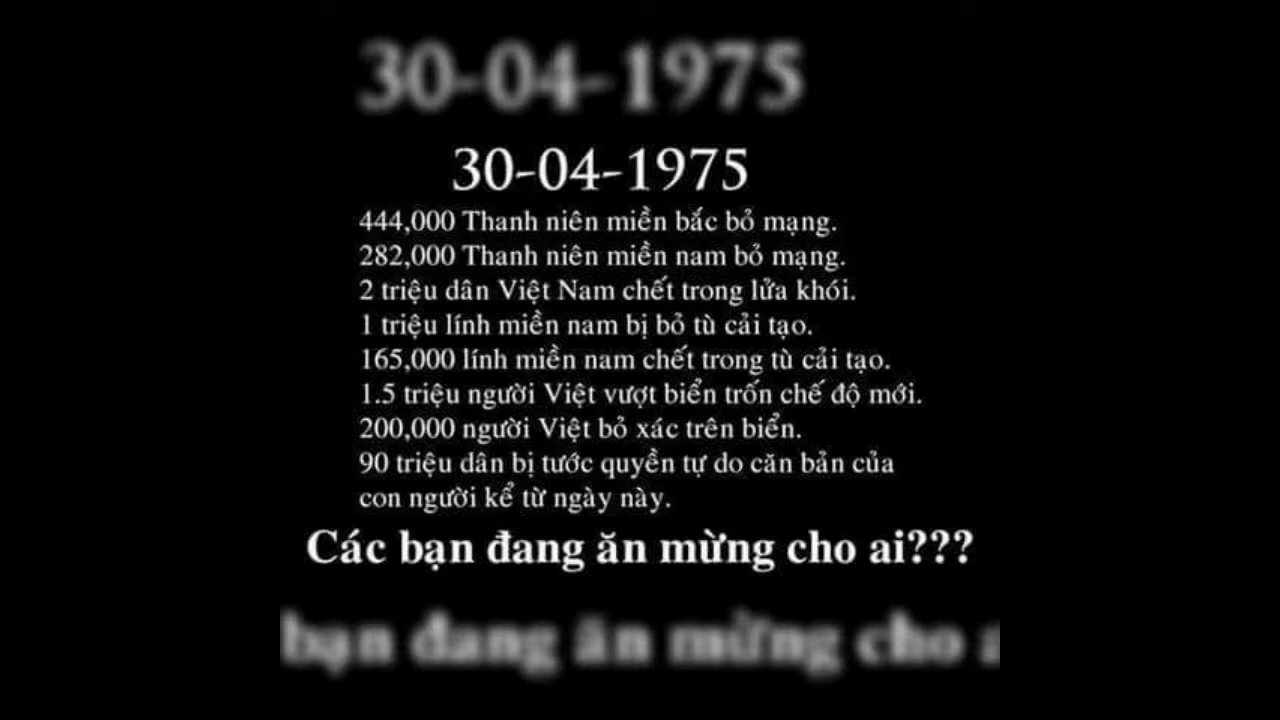 30-04-1975
30-04-1975
444,000 Thanh niên miền bắc bỏ mạng.
282,000 Thanh niên miền nam bỏ mạng.
2 triệu dân Việt Nam chết trong lửa khói.
1 triệu lính miền nam bị bỏ tù cải tạo.
165,000 lính miền nam chết trong tù cải tạo.
1.5 triệu người Việt vượt biển trốn chế độ mới.
200,000 người Việt bỏ xác trên biển.
90 triệu dân bị tước quyền tự do căn bản của
con người kể từ ngày này.
Các bạn đang ăn mừng cho ai???
bạn đang ăn mừng cho a